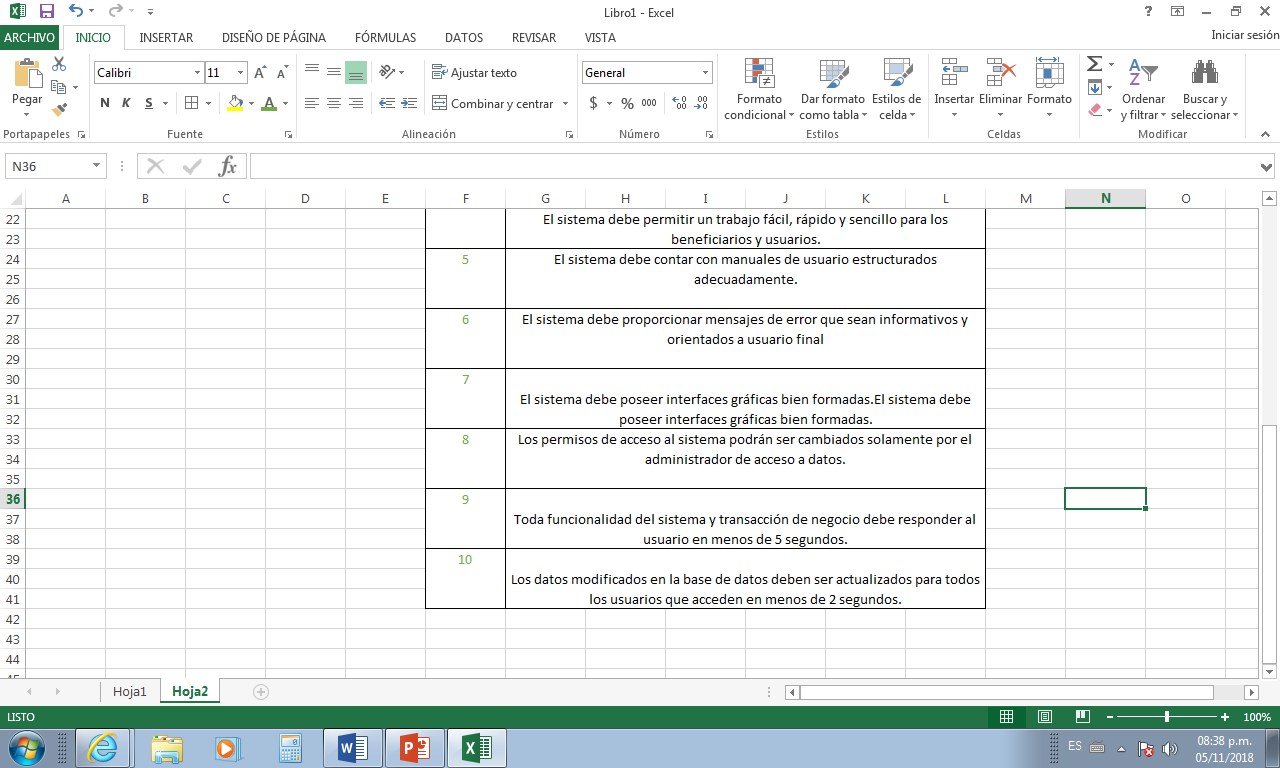 Libro1 - Excel
ARCHIVO INICIO INSERTAR DISEÑO DE PÁGINA FÓRMULAS DATOS REVISAR VISTA Iniciar sesión
Pegar
Calibri 11
N K S
Ajustar texto
Combinar y centrar
General
$ % 000
Formato condicional
Dar formato como tabla
Estilos de celda
Insertar Eliminar Formato
Ordenar y filtrar
Buscar y seleccionar
Portapapeles Fuente Alineación Número Estilos Celdas Modificar
N36
fx
A B C D E F G H I J K L M N O
22 El sistema debe permitir un trabajo fácil, rápido y sencillo para los
23 beneficiarios y usuarios.
24 5 El sistema debe contar con manuales de usuario estructurados
25 adecuadamente.
26
27 6 El sistema debe proporcionar mensajes de error que sean informativos y
28 orientados a usuario final
29
30 7
31 El sistema debe poseer interfaces gráficas bien formadas.El sistema debe
32 poseer interfaces gráficas bien formadas.
33 8 Los permisos de acceso al sistema podrán ser cambiados solamente por el
34 administrador de acceso a datos.
35
36 9
37 Toda funcionalidad del sistema y transacción de negocio debe responder al
38 usuario en menos de 5 segundos.
39 10
40 Los datos modificados en la base de datos deben ser actualizados para todos
41 los usuarios que acceden en menos de 2 segundos.
42
43
44
Hoja1 Hoja2
LISTO 100%
ES 08:38 p.m.
05/11/2018